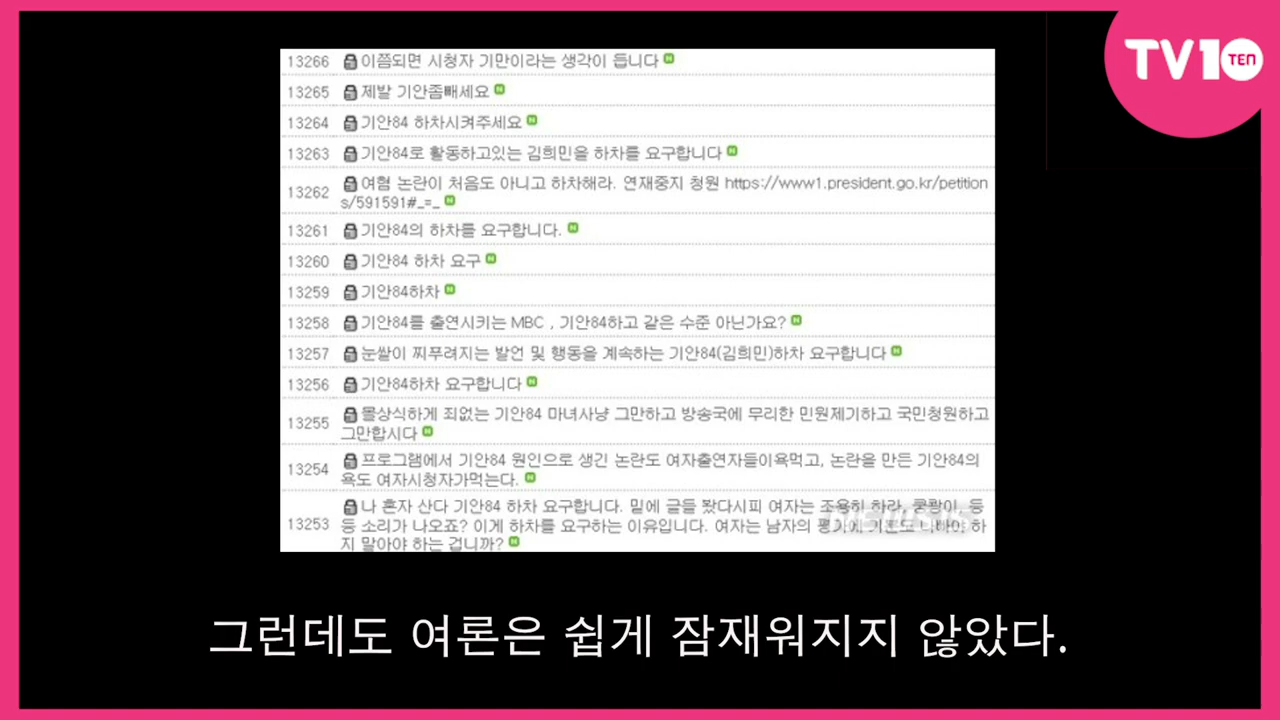 TV10 TEN
13266 이쯤되면 시청자 기만이라는 생각이 듭니다 N
13265 제발 기안좀빼세요 N
13264 기안84 하차시켜주세요 N
13263 기안84로 활동하고있는 김희민을 하차를 요구합니다 N
13262 여혐 논란이 처음도 아니고 하차해라. 연재중지 청원 https://www1.president.go.kr/petition
s/591591#_=_ N
13261 기안84의 하차를 요구합니다. N
13260 기안84 하차 요구 N
13259 기안84하차 N
13258 기안84를 출연시키는 MBC , 기안84하고 같은 수준 아닌가요? N
13257 눈쌀이 찌푸려지는 발언 및 행동을 계속하는 기안84(김희민)하차 요구합니다 N
13256 기안84하차 요구합니다 N
13255 몰상식하게 죄없는 기안84 마녀사냥 그만하고 방송국에 무리한 민원제기하고 국민청원하고
그만합시다 N
13254 프로그램에서 기안84 원인으로 생긴 논란도 여자출연자들이욕먹고, 논란을 만든 기안84의
욕도 여자시청자가먹는다. N
13253 나 혼자 산다 기안84 하차 요구합니다. 밑에 글들 봤다시피 여자는 조용히 하라, 쿵쾅이 등
등 소리가 나오죠? 이게 하차를 요구하는 이유입니다. 여자는 남자의 하
지 말아야 하는 겁니까? N
그런데도 여론은 쉽게 잠재워지지 않았다.